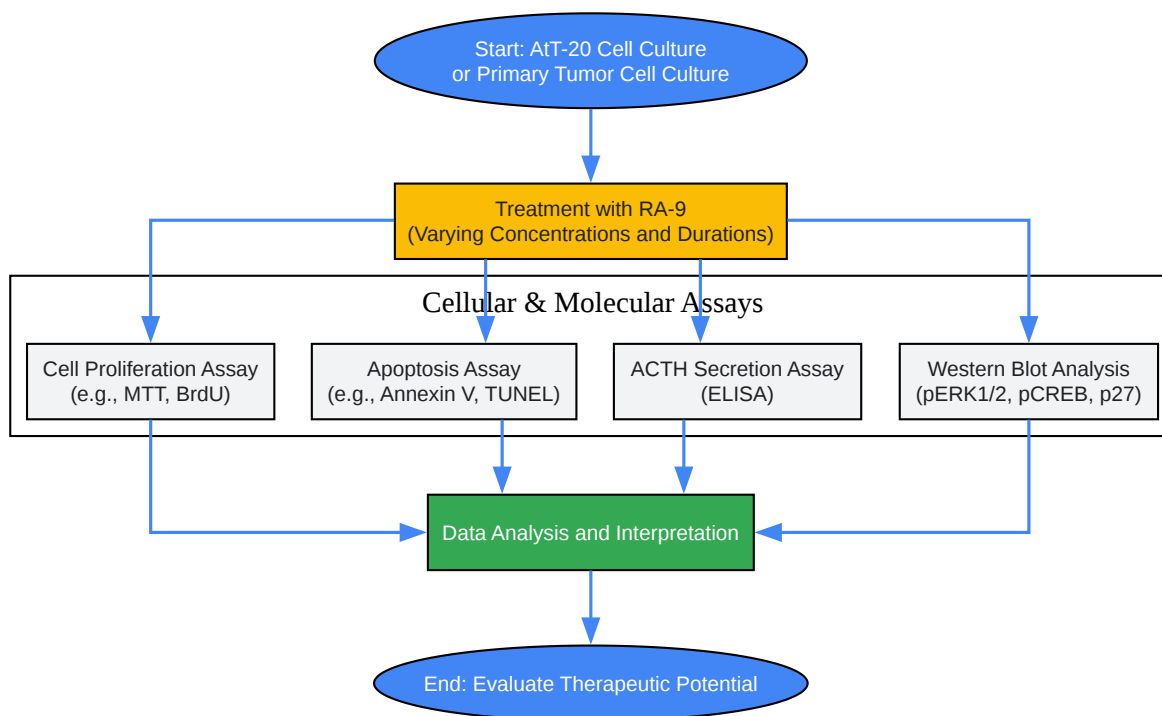 Start: AtT-20 Cell Culture
or Primary Tumor Cell Culture
Treatment with RA-9
(Varying Concentrations and Durations)
Cellular & Molecular Assays
Cell Proliferation Assay
(e.g., MTT, BrdU)
Apoptosis Assay
(e.g., Annexin V, TUNEL)
ACTH Secretion Assay
(ELISA)
Western Blot Analysis
(pERK1/2, pCREB, p27)
Data Analysis and Interpretation
End: Evaluate Therapeutic Potential